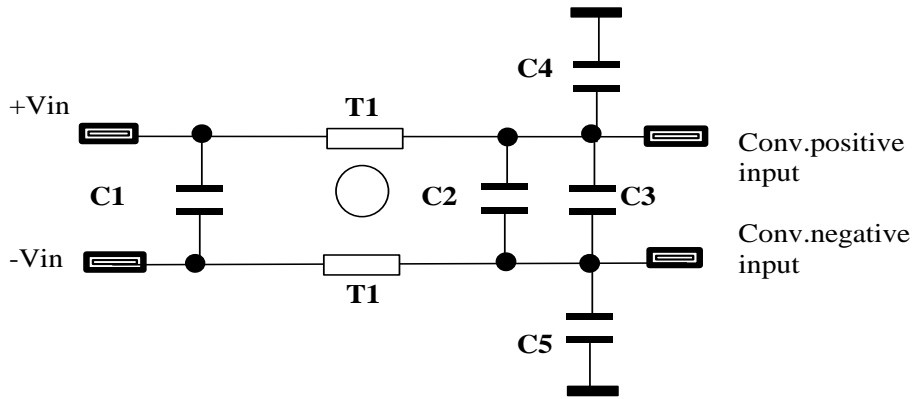 C4
+Vin
T1
Conv.positive
input
C1
C2
C3
-Vin
Conv.negative
input
T1
C5